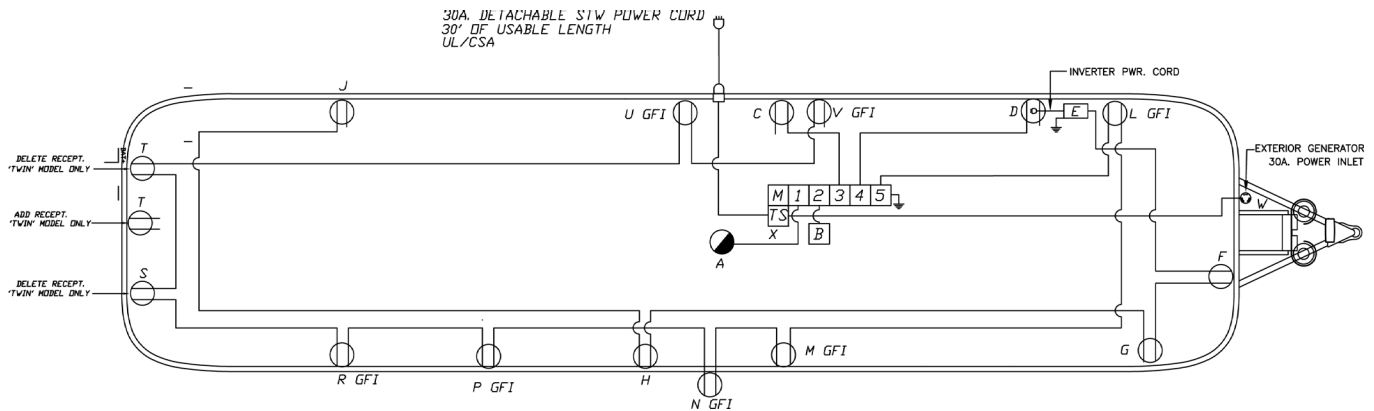 30A. DETACHABLE STW POWER CORD
30' OF USABLE LENGTH
UL/CSA
INVERTER PWR. CORD
J
U GFI
C
V GFI
D
E
L GFI
T
DELETE RECEPT.
'TWIN' MODEL ONLY
BAT+
EXTERIOR GENERATOR
30A. POWER INLET
M 1 2 3 4 5
T
ADD RECEPT.
'TWIN' MODEL ONLY
TS
X
B
A
W
F
S
DELETE RECEPT.
'TWIN' MODEL ONLY
R GFI
P GFI
H
N GFI
M GFI
G